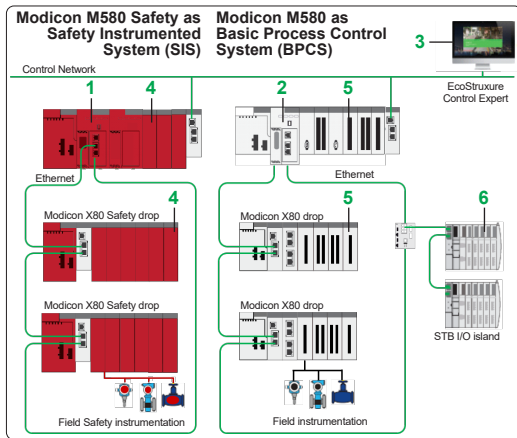 Modicon M580 Safety as
Safety Instrumented
System (SIS)
Modicon M580 as
Basic Process Control
System (BPCS)
3
EcoStruxure
Control Expert
Control Network
1
4
2
5
Ethernet
Ethernet
Modicon X80 Safety drop
4
Modicon X80 drop
5
6
Modicon X80 Safety drop
Modicon X80 drop
STB I/O island
Field Safety instrumentation
Field instrumentation